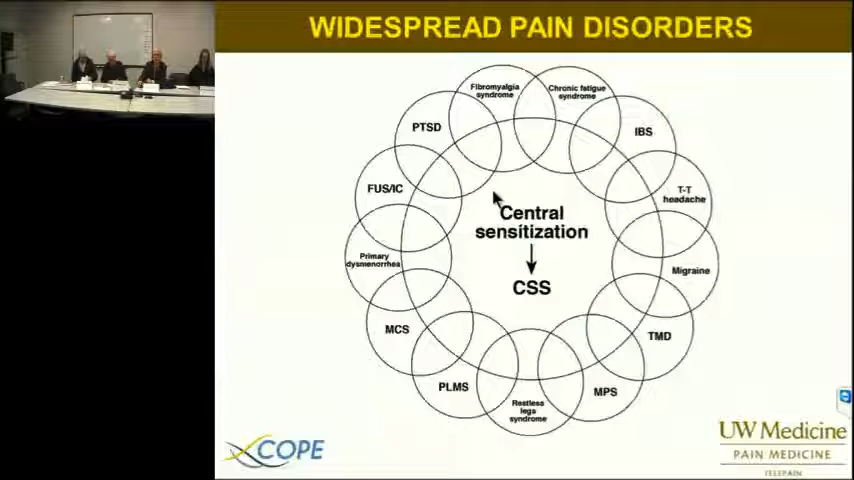 WIDESPREAD PAIN DISORDERS
Fibromyalgia
syndrome
Chronic fatigue
syndrome
PTSD
IBS
FUS/IC
T-T
headache
Central
sensitization
CSS
Primary
dysmenorrhea
Migraine
MCS
TMD
PLMS
MPS
Restless
legs
syndrome
COPE
UW Medicine
PAIN MEDICINE
TELEPAIN